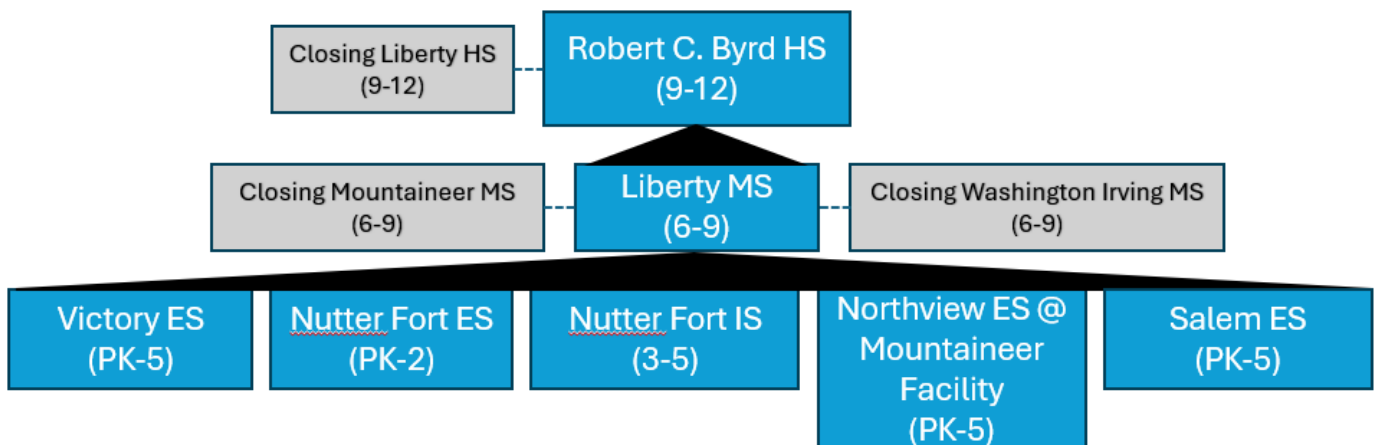 Closing Liberty HS
(9-12)
Robert C. Byrd HS
(9-12)
Closing Mountaineer MS
(6-9)
Liberty MS
(6-9)
Closing Washington Irving MS
(6-9)
Victory ES
(PK-5)
Nutter Fort ES
(PK-2)
Nutter Fort IS
(3-5)
Northview ES @
Mountaineer
Facility
(PK-5)
Salem ES
(PK-5)